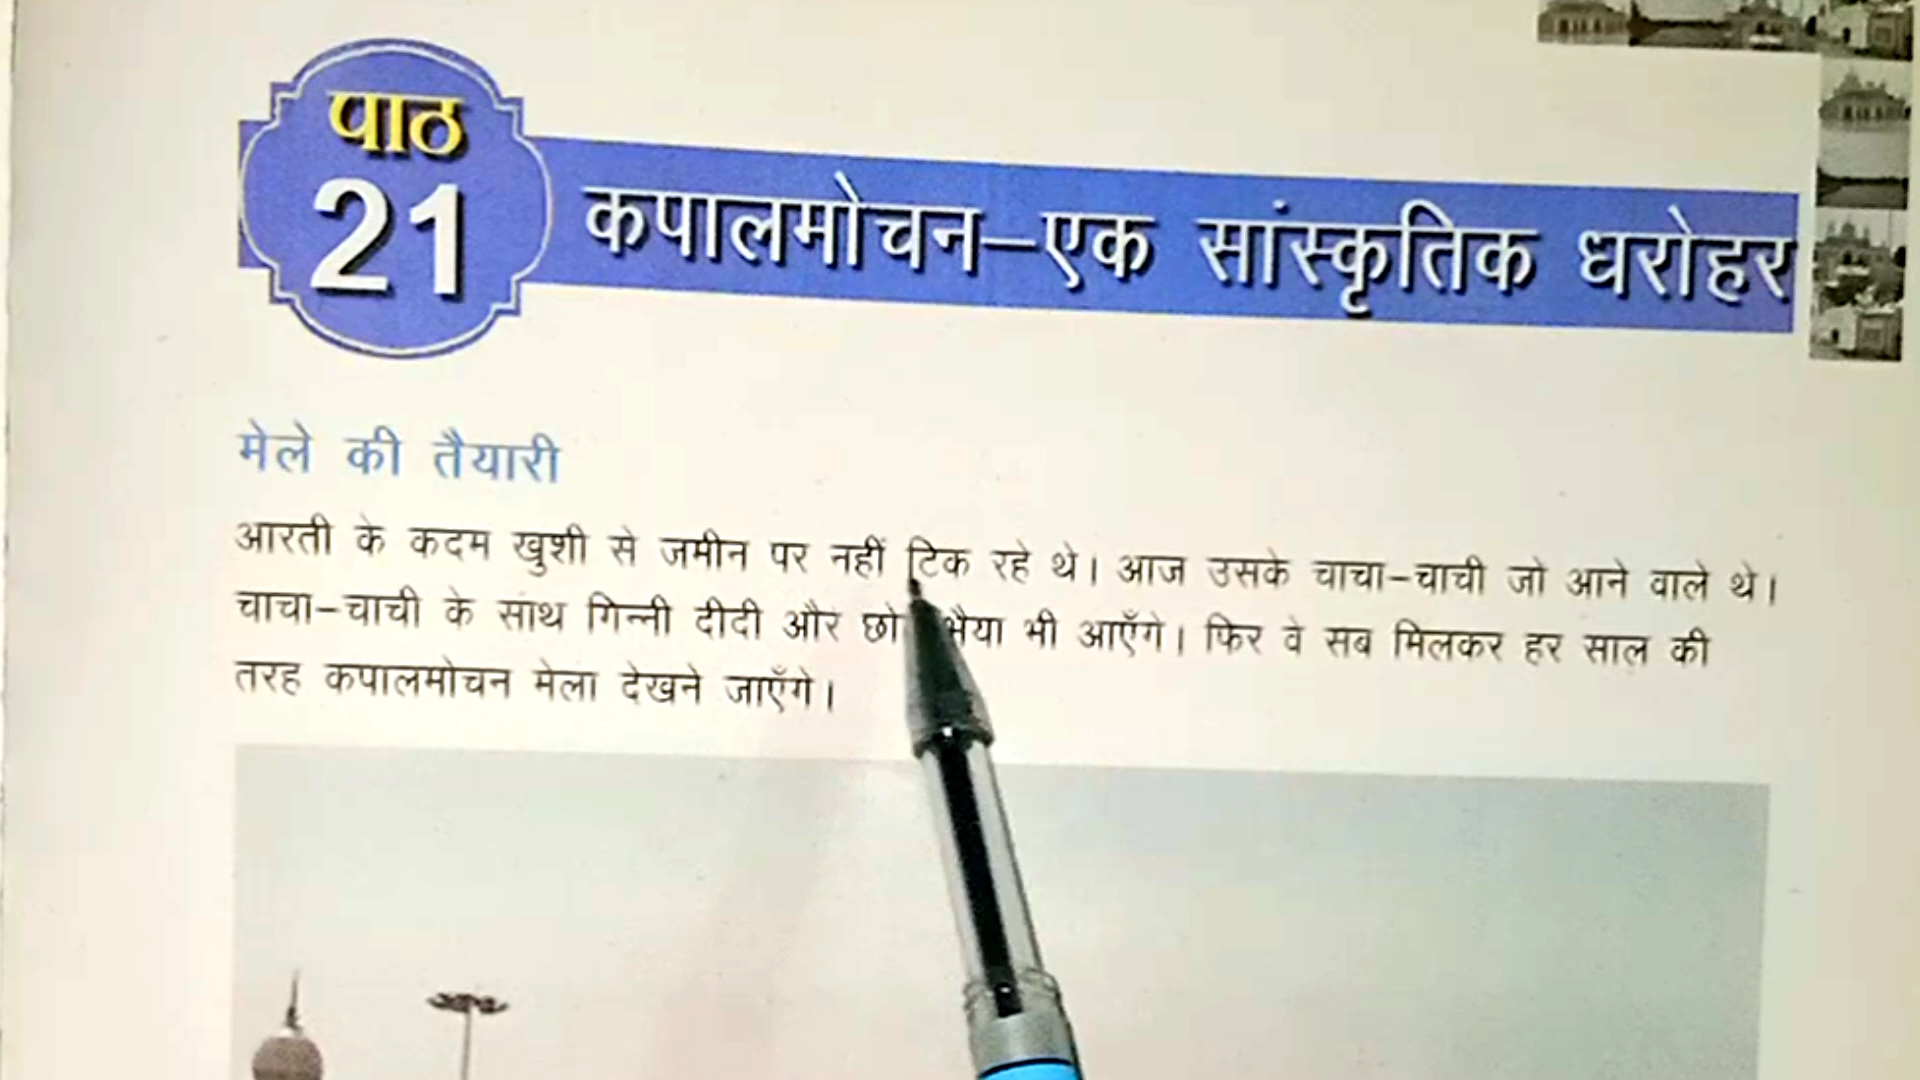 पाठ
21
कपालमोचन–एक सांस्कृतिक धरोहर
मेले की तैयारी
आरती के कदम खुशी से जमीन पर नहीं टिक रहे थे। आज उसके चाचा-चाची जो आने वाले थे।
चाचा-चाची के साथ गिन्नी दीदी और भैया भी आएँगे। फिर वे सब मिलकर हर साल की
तरह कपालमोचन मेला देखने जाएँगे।